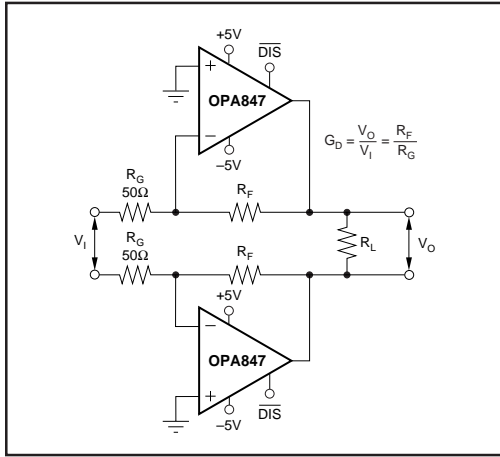 +5V
DIS
+
OPA847
−
−5V
G_D = V_O / V_I = R_F / R_G
R_G
50Ω
R_F
V_I
R_G
50Ω
R_F
R_L
V_O
+5V
−
OPA847
+
−5V
DIS